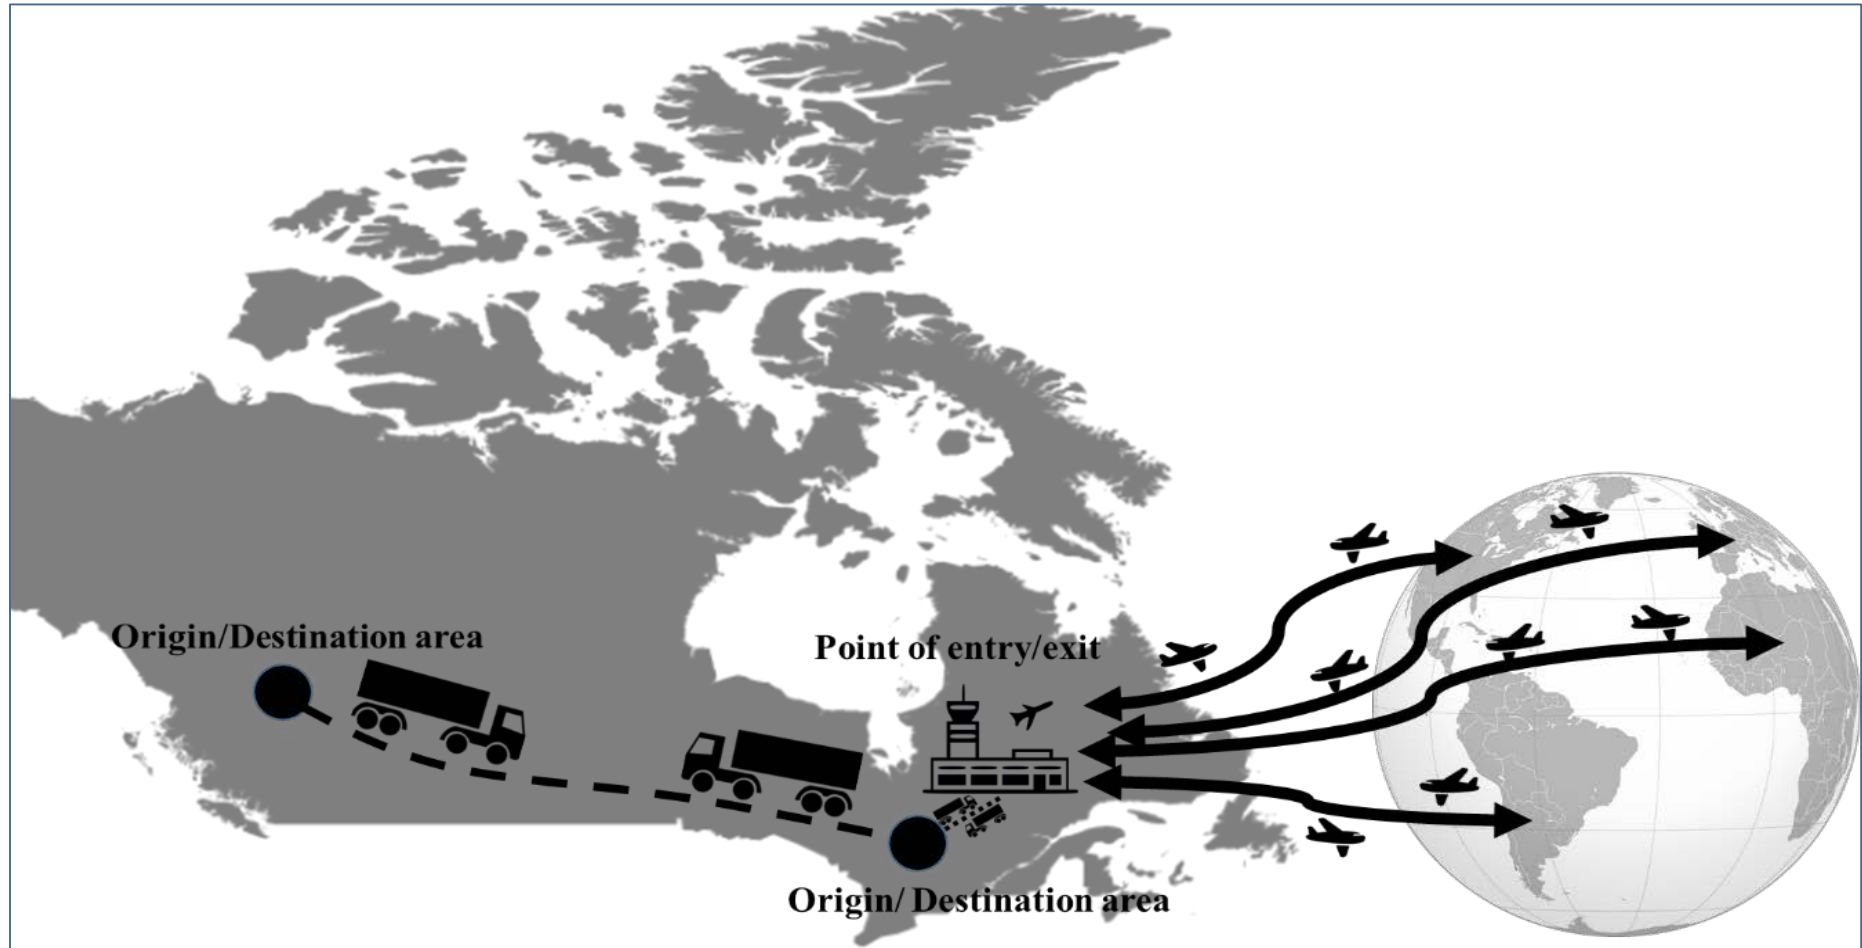 Origin/Destination area
Point of entry/exit
Origin/ Destination area